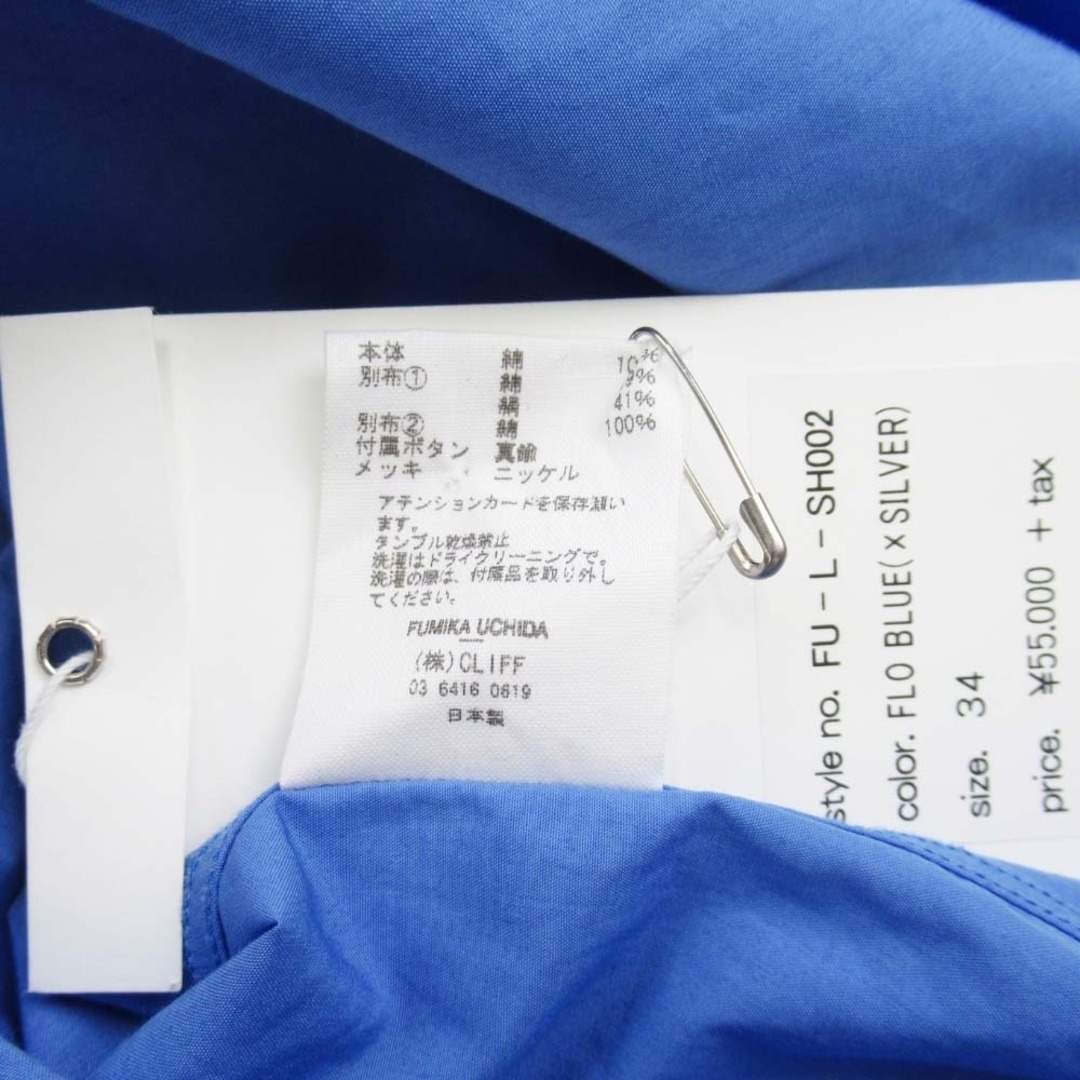 本体 綿
別布① 綿
絹 41%
別布② 綿 100%
付属ボタン 真鍮
メッキ ニッケル
アテンションカードを保存願い
ます。
タンブル乾燥禁止
洗濯はドライクリーニングで。
洗濯の際は、付属品を取り外し
てください。
FUMIKA UCHIDA
(株)CLIFF
03 6416 0619
日本製
style no. FU-L-SH002
color. FLO BLUE(×SILVER)
size. 34
price. ¥55.000 + tax